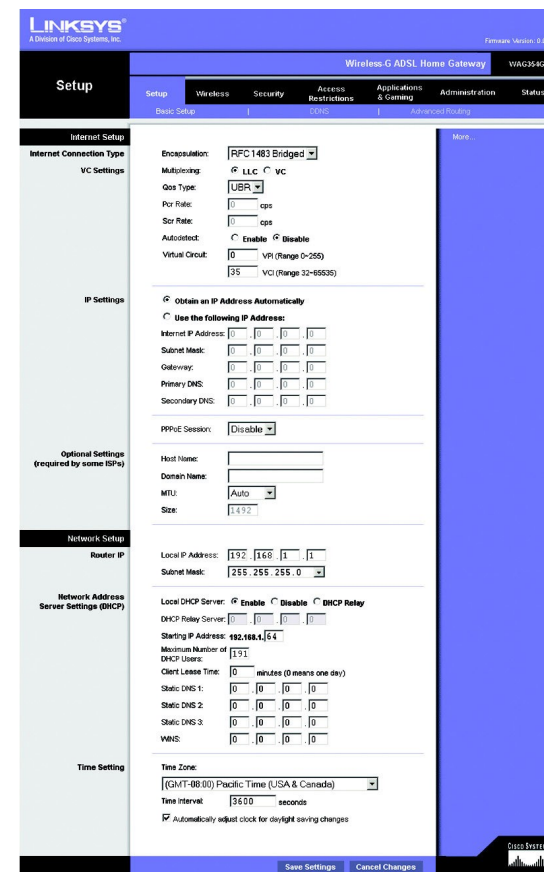 LINKSYS®
A Division of Cisco Systems, Inc.
Firmware Version: 0.
Wireless-G ADSL Home Gateway WAG354G
Setup
Setup Wireless Security Access Restrictions Applications & Gaming Administration Status
Basic Setup | DDNS | Advanced Routing
Internet Setup
More...
Internet Connection Type Encapsulation: RFC 1483 Bridged
VC Settings Multiplexing: LLC VC
Qos Type: UBR
Pcr Rate: 0 cps
Scr Rate: 0 cps
Autodetect: Enable Disable
Virtual Circuit: 0 VPI (Range 0~255)
35 VCI (Range 32~65535)
IP Settings Obtain an IP Address Automatically
Use the following IP Address:
Internet IP Address: 0 . 0 . 0 . 0
Subnet Mask: 0 . 0 . 0 . 0
Gateway: 0 . 0 . 0 . 0
Primary DNS: 0 . 0 . 0 . 0
Secondary DNS: 0 . 0 . 0 . 0
PPPoE Session: Disable
Optional Settings
(required by some ISPs)
Host Name:
Domain Name:
MTU: Auto
Size: 1492
Network Setup
Router IP Local IP Address: 192 . 168 . 1 . 1
Subnet Mask: 255.255.255.0
Network Address
Server Settings (DHCP)
Local DHCP Server: Enable Disable DHCP Relay
DHCP Relay Server: 0 . 0 . 0 . 0
Starting IP Address: 192.168.1. 64
Maximum Number of
DHCP Users: 191
Client Lease Time: 0 minutes (0 means one day)
Static DNS 1: 0 . 0 . 0 . 0
Static DNS 2: 0 . 0 . 0 . 0
Static DNS 3: 0 . 0 . 0 . 0
WINS: 0 . 0 . 0 . 0
Time Setting Time Zone:
(GMT-08:00) Pacific Time (USA & Canada)
Time Interval: 3600 seconds
Automatically adjust clock for daylight saving changes
CISCO SYSTE
Save Settings Cancel Changes